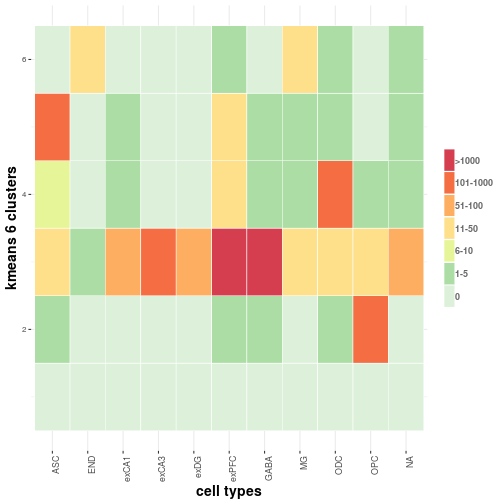 kmeans 6 clusters
6
4
2
ASC
END
exCA1
exCA3
exDG
exPFC
GABA
MG
ODC
OPC
NA
cell types
>1000
101-1000
51-100
11-50
6-10
1-5
0